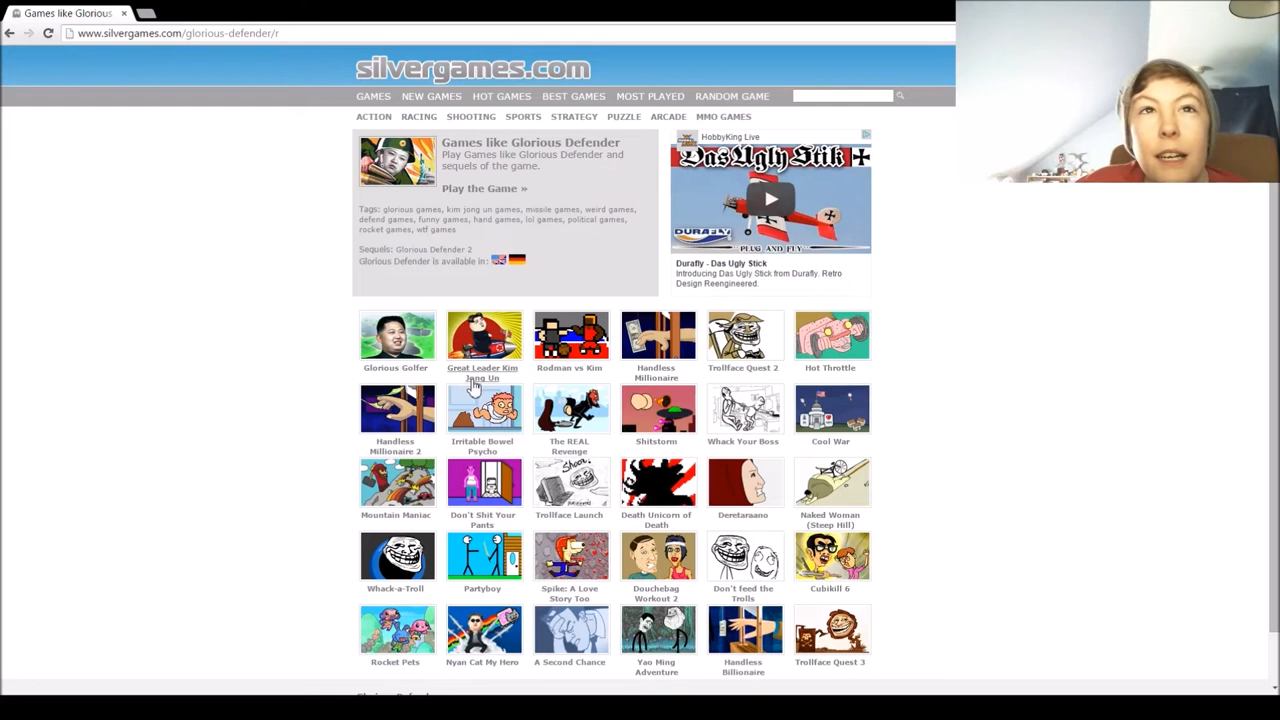 Games like Glorious
www.silvergames.com/glorious-defender/r
silvergames.com
GAMES NEW GAMES HOT GAMES BEST GAMES MOST PLAYED RANDOM GAME
ACTION RACING SHOOTING SPORTS STRATEGY PUZZLE ARCADE MMO GAMES
Games like Glorious Defender
Play Games like Glorious Defender and
sequels of the game.
Play the Game »
Tags: glorious games, kim jong un games, missile games, weird games,
defend games, funny games, hand games, lol games, political games,
rocket games, wtf games
Sequels: Glorious Defender 2
Glorious Defender is available in:
HobbyKing Live
Das Ugly Stik
DURAFLY
PLUG AND FLY
Durafly - Das Ugly Stick
Introducing Das Ugly Stik from Durafly. Retro
Design Reengineered.
Glorious Golfer
Great Leader Kim
Jong Un
Rodman vs Kim
Handless
Millionaire
Trollface Quest 2
Hot Throttle
Handless
Millionaire 2
Irritable Bowel
Psycho
The REAL
Revenge
Shitstorm
Whack Your Boss
Cool War
Mountain Maniac
Don't Shit Your
Pants
Shoot
Trollface Launch
Death Unicorn of
Death
Deretaraano
Naked Woman
(Steep Hill)
Whack-a-Troll
Partyboy
Spike: A Love
Story Too
Douchebag
Workout 2
Don't feed the
Trolls
Cubikill 6
Rocket Pets
Nyan Cat My Hero
A Second Chance
Yao Ming
Adventure
Handless
Billionaire
Trollface Quest 3